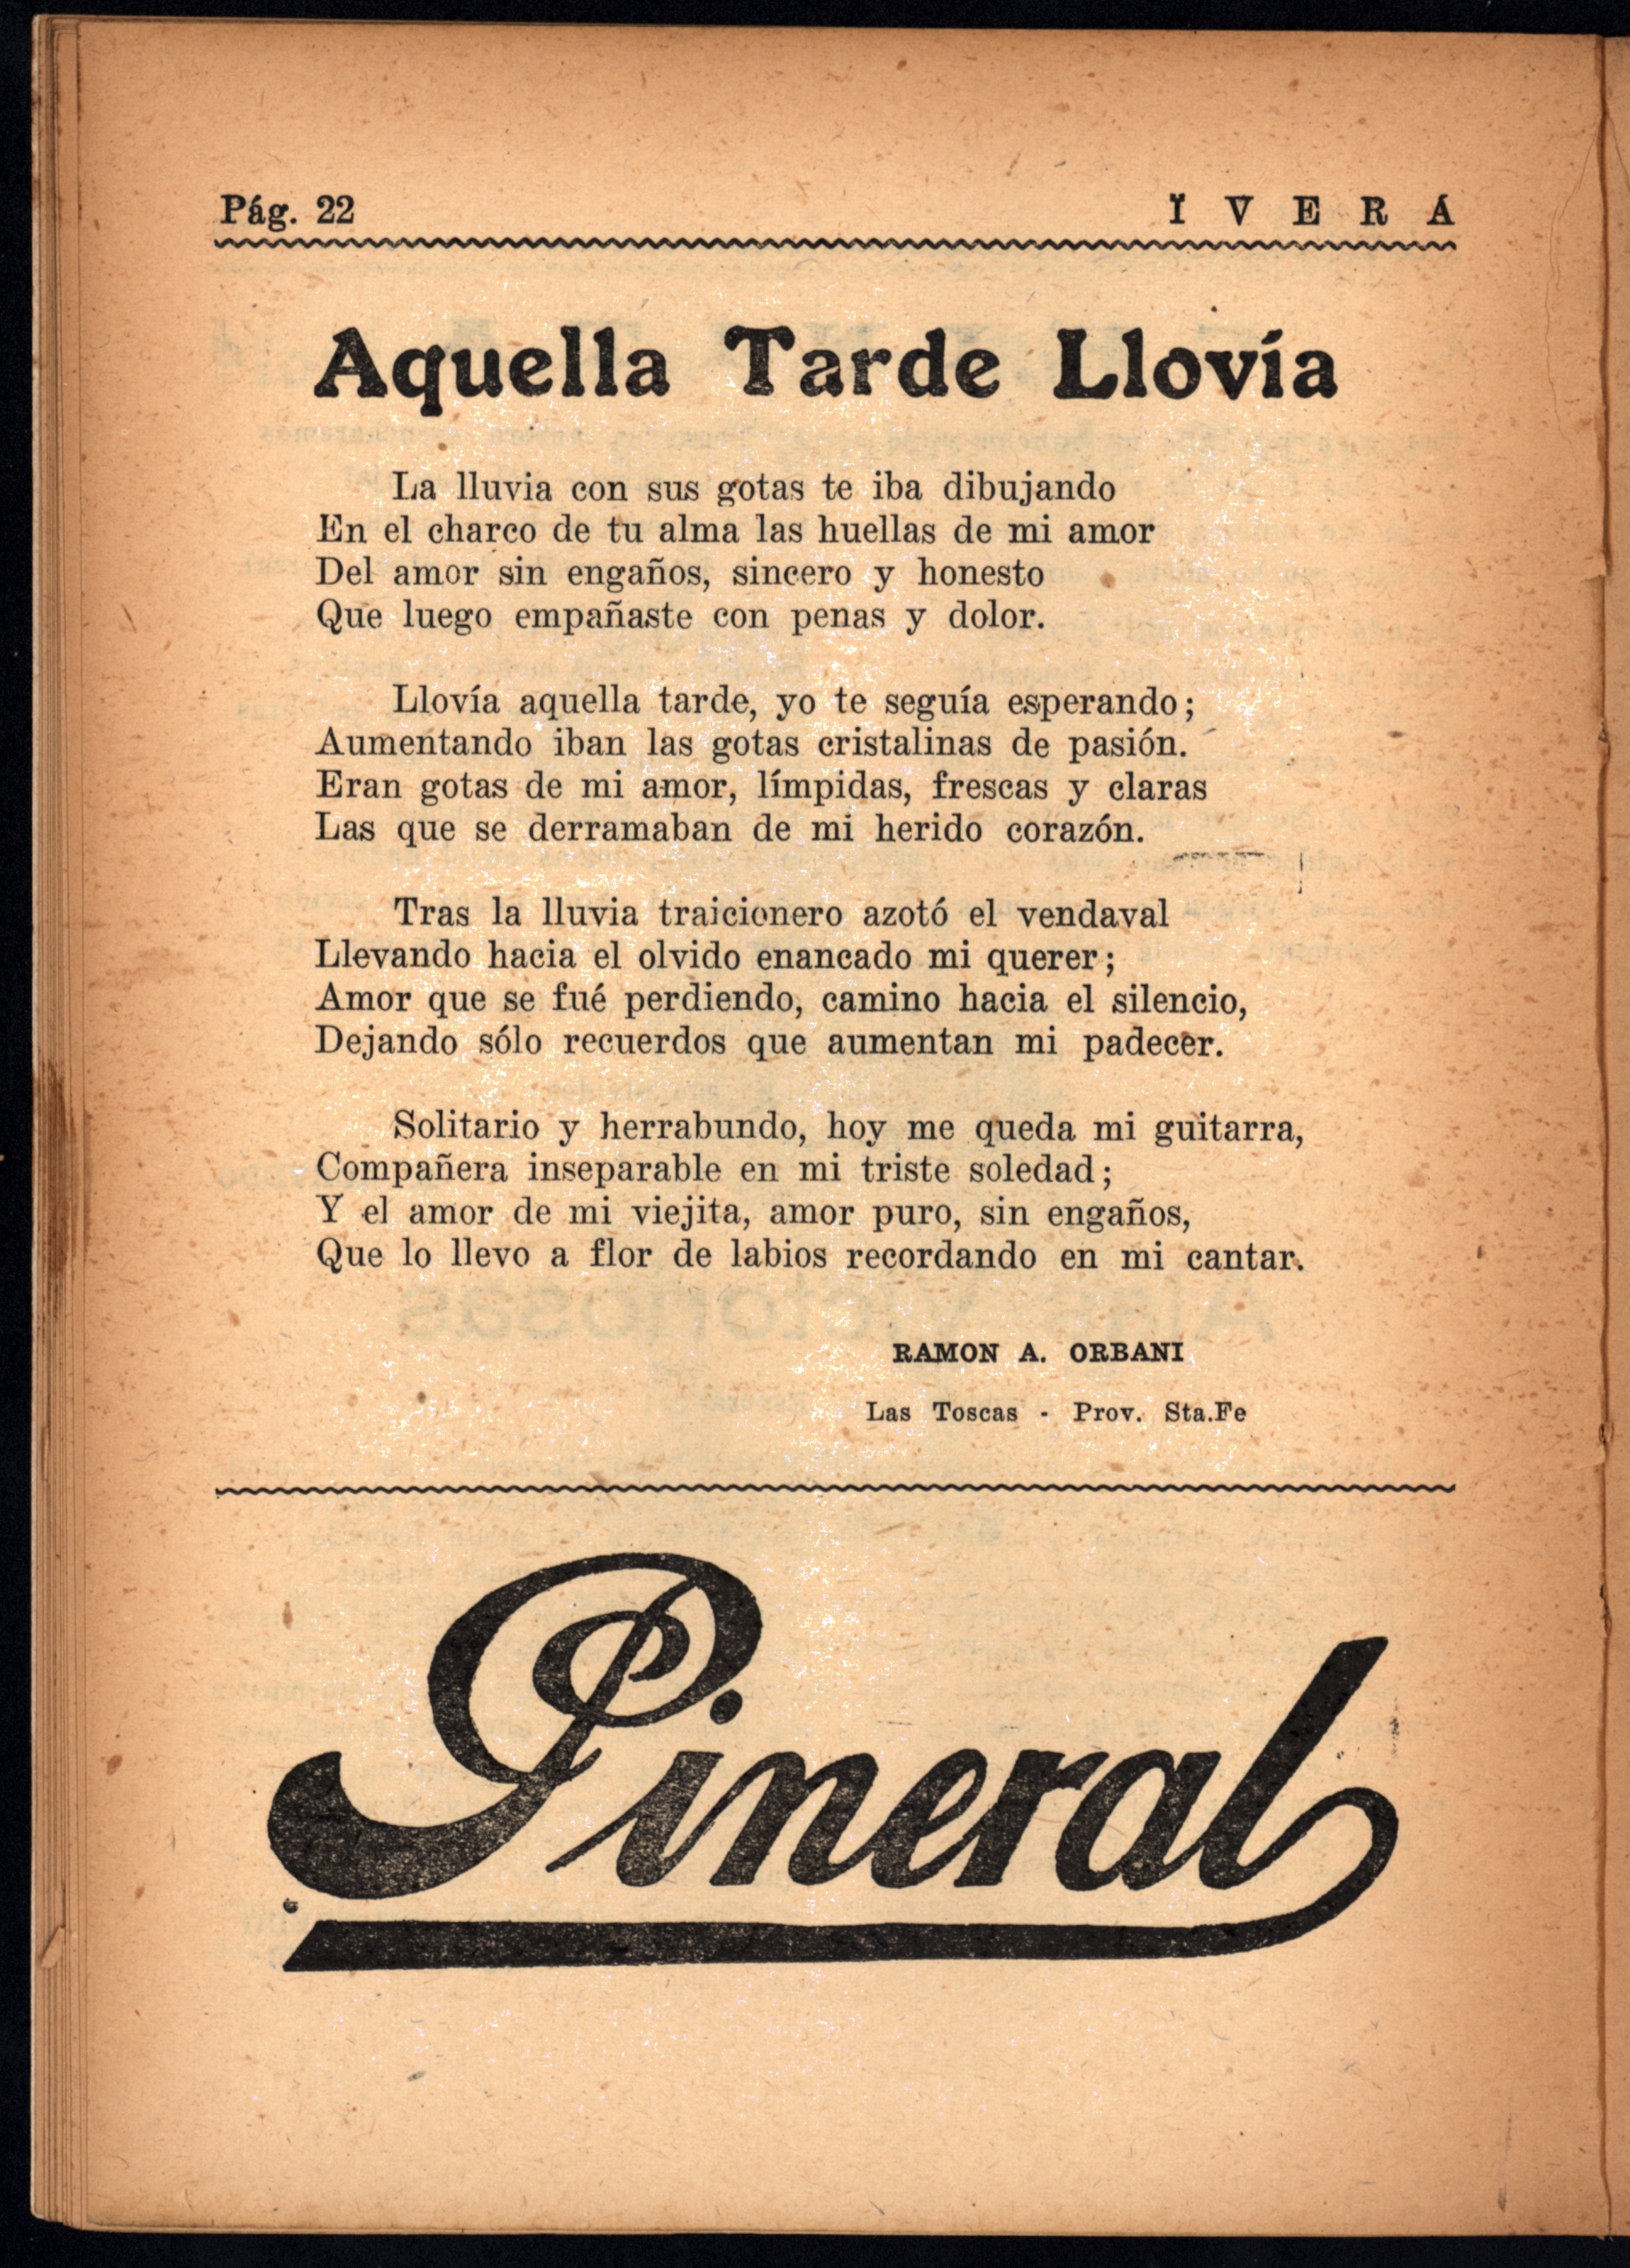 Pág. 22
Ï V E R Á
Aquella Tarde Llovía
La lluvia con sus gotas te iba dibujando
En el charco de tu alma las huellas de mi amor
Del amor sin engaños, sincero y honesto
Que luego empañaste con penas y dolor.
Llovía aquella tarde, yo te seguía esperando;
Aumentando iban las gotas cristalinas de pasión.
Eran gotas de mi amor, límpidas, frescas y claras
Las que se derramaban de mi herido corazón.
Tras la lluvia traicionero azotó el vendaval
Llevando hacia el olvido enancado mi querer;
Amor que se fué perdiendo, camino hacia el silencio,
Dejando sólo recuerdos que aumentan mi padecer.
Solitario y herrabundo, hoy me queda mi guitarra,
Compañera inseparable en mi triste soledad;
Y el amor de mi viejita, amor puro, sin engaños,
Que lo llevo a flor de labios recordando en mi cantar.
RAMON A. ORBANI
Las Toscas - Prov. Sta.Fe
Pineral